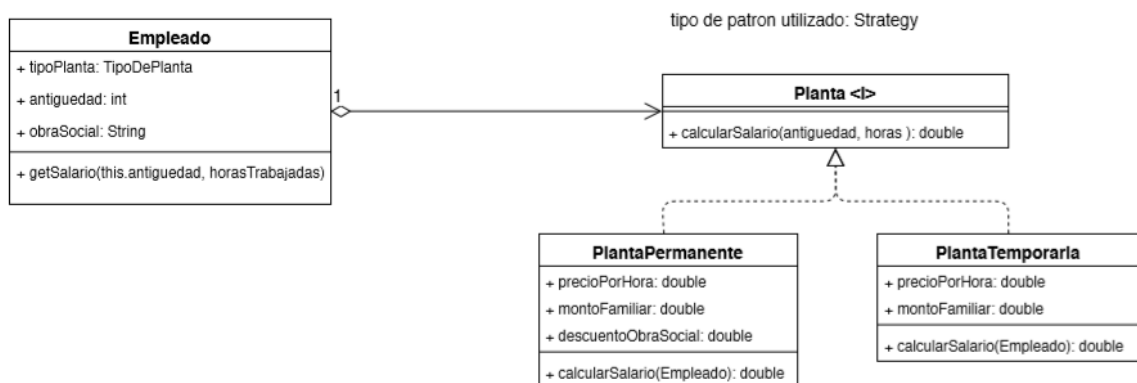 tipo de patron utilizado: Strategy
Empleado
+ tipoPlanta: TipoDePlanta
+ antiguedad: int
+ obraSocial: String
+ getSalario(this.antiguedad, horasTrabajadas)
1
Planta <I>
+ calcularSalario(antiguedad, horas ): double
PlantaPermanente
+ precioPorHora: double
+ montoFamiliar: double
+ descuentoObraSocial: double
+ calcularSalario(Empleado): double
PlantaTemporaria
+ precioPorHora: double
+ montoFamiliar: double
+ calcularSalario(Empleado): double